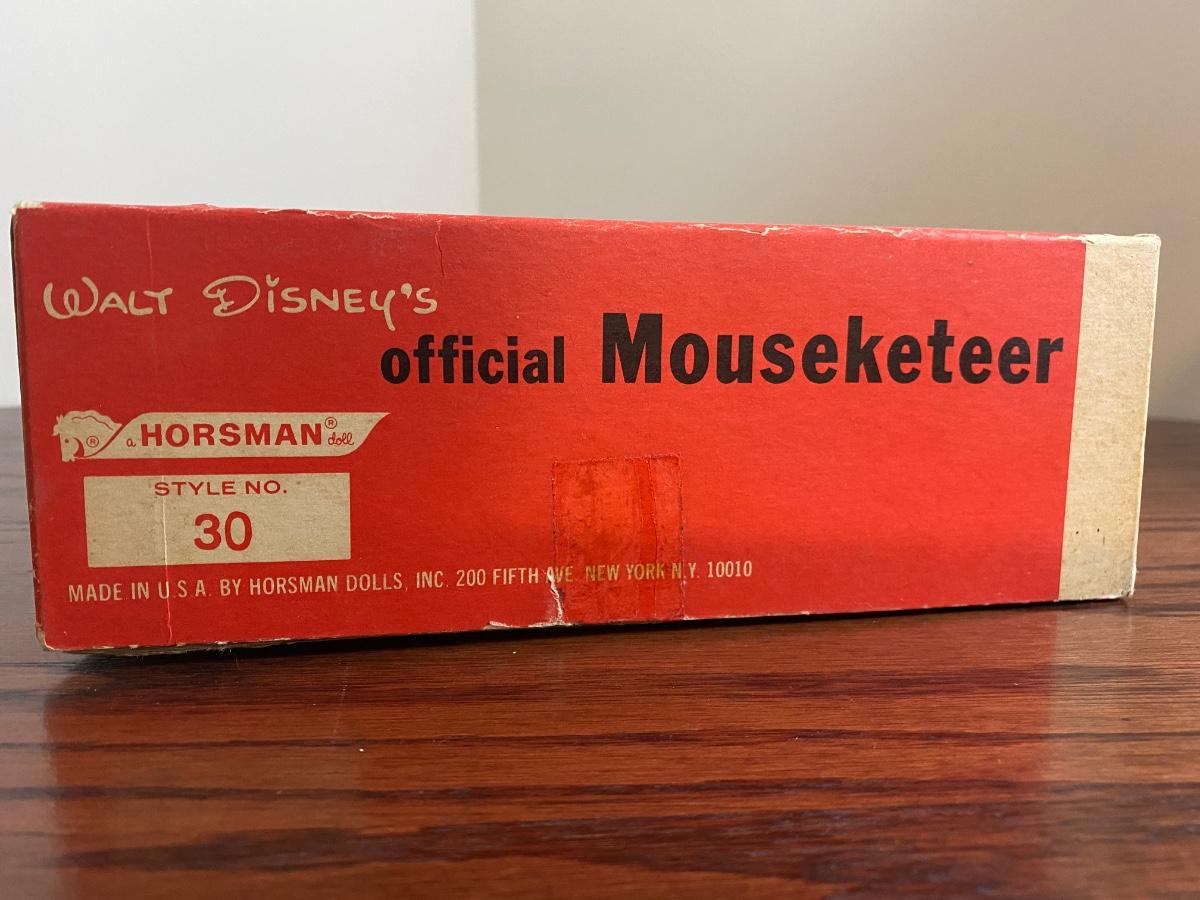 WALT DISNEY'S
official Mouseketeer
® a HORSMAN® doll
STYLE NO.
30
MADE IN U.S.A. BY HORSMAN DOLLS, INC. 200 FIFTH AVE. NEW YORK N.Y. 10010